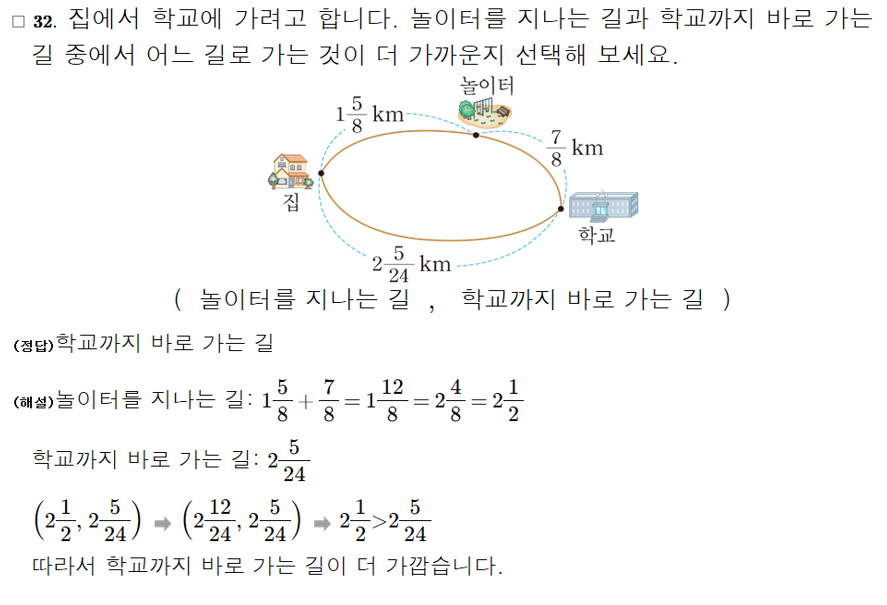 □ 32. 집에서 학교에 가려고 합니다. 놀이터를 지나는 길과 학교까지 바로 가는
길 중에서 어느 길로 가는 것이 더 가까운지 선택해 보세요.
놀이터
1 5/8 km
7/8 km
집
학교
2 5/24 km
( 놀이터를 지나는 길 , 학교까지 바로 가는 길 )
(정답)학교까지 바로 가는 길
(해설)놀이터를 지나는 길: 1 5/8 + 7/8 = 1 12/8 = 2 4/8 = 2 1/2
학교까지 바로 가는 길: 2 5/24
(2 1/2, 2 5/24) ➡ (2 12/24, 2 5/24) ➡ 2 1/2 > 2 5/24
따라서 학교까지 바로 가는 길이 더 가깝습니다.